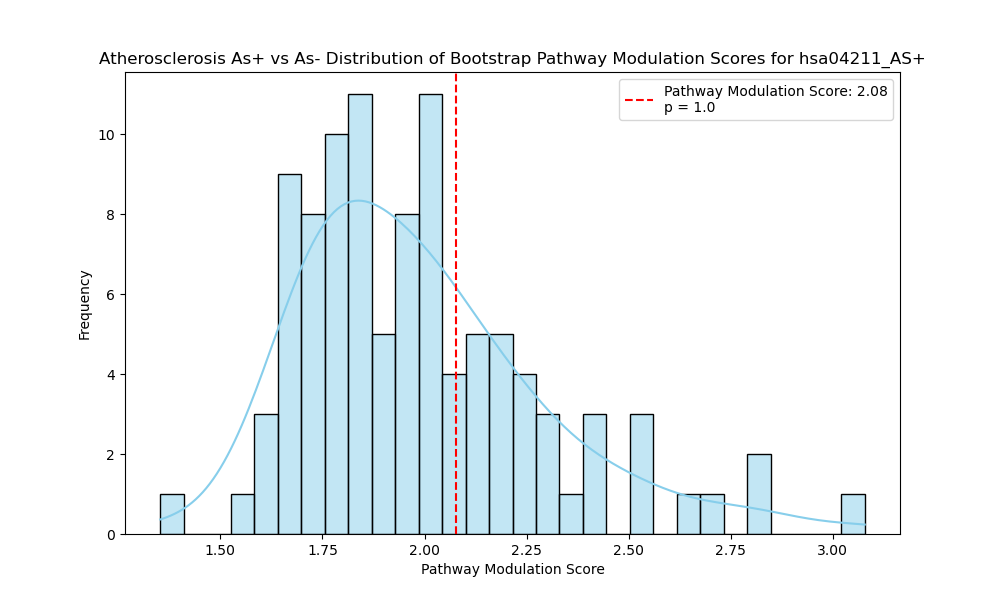 Atherosclerosis As+ vs As- Distribution of Bootstrap Pathway Modulation Scores for hsa04211_AS+
Pathway Modulation Score: 2.08
p = 1.0
Frequency
10
8
6
4
2
0
1.50 1.75 2.00 2.25 2.50 2.75 3.00
Pathway Modulation Score